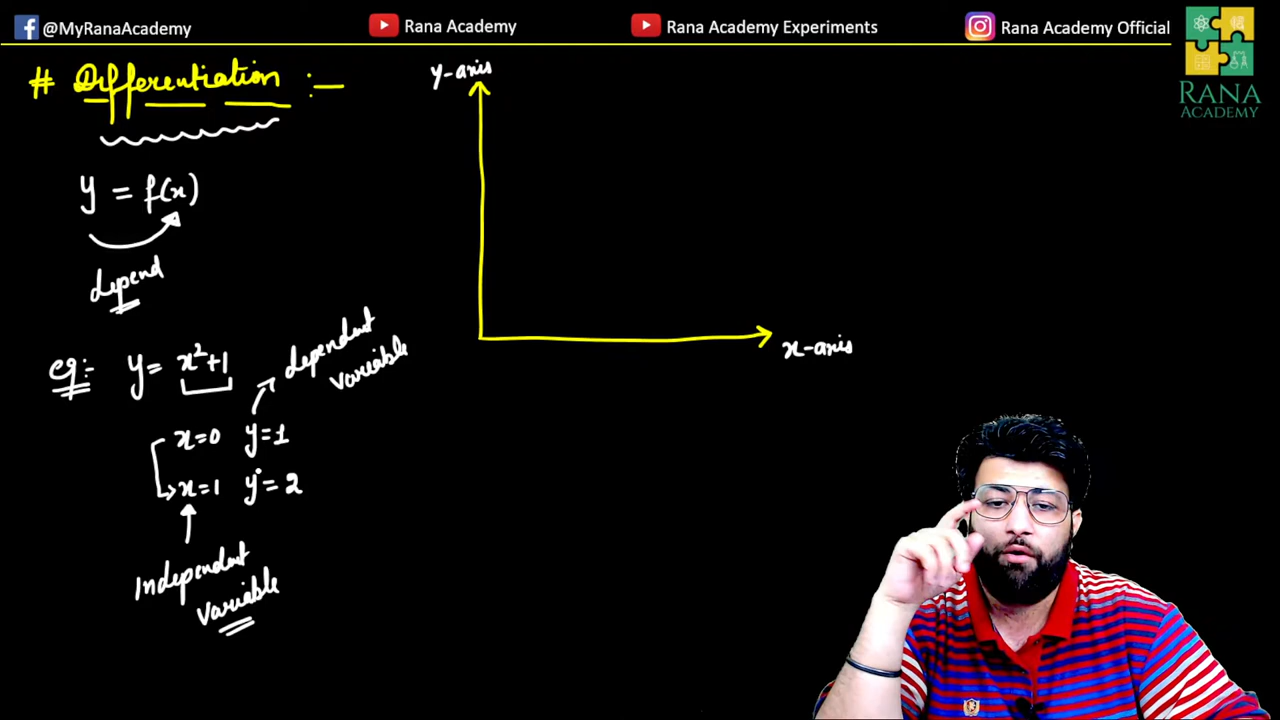 @MyRanaAcademy
Rana Academy
Rana Academy Experiments
Rana Academy Official
RANA
ACADEMY
# Differentiation :-
y-axis
y = f(x)
depend
x-axis
eg:- y = x²+1
dependent
variable
x=0 y=1
x=1 y=2
Independent
variable